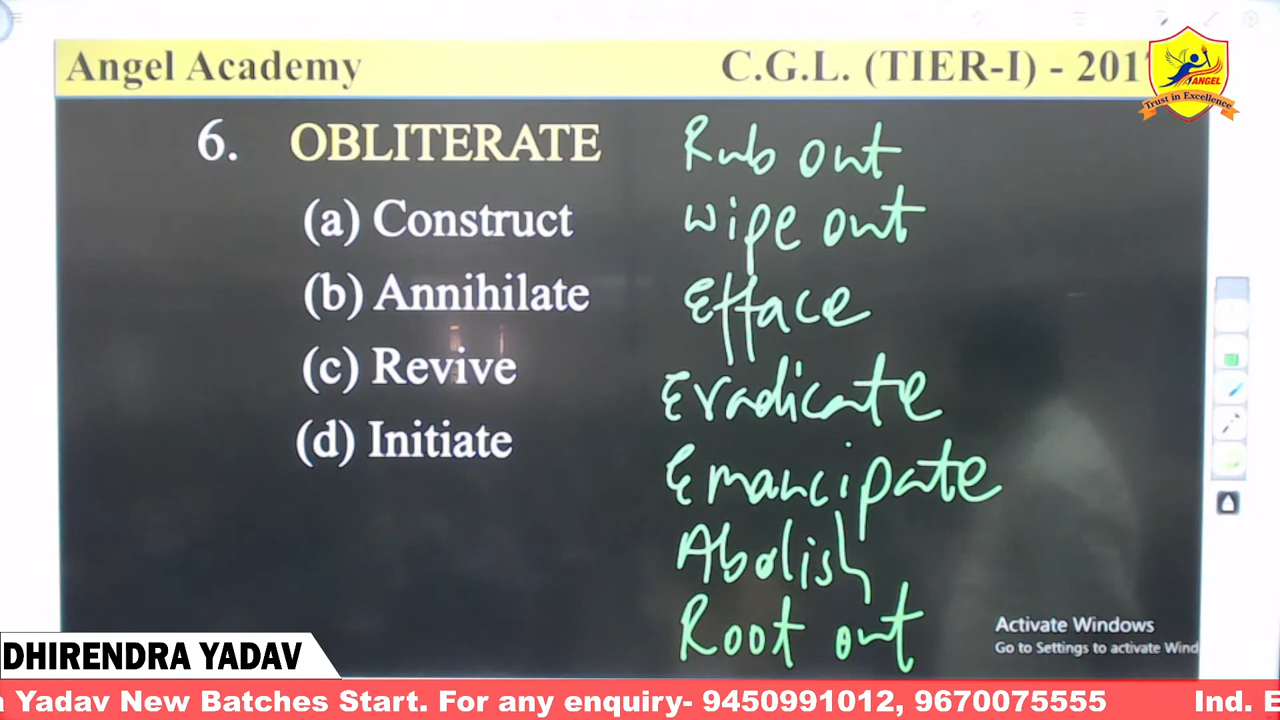 Angel Academy
C.G.L. (TIER-I) - 201
ANGEL
Trust in Excellence
6. OBLITERATE
(a) Construct
(b) Annihilate
(c) Revive
(d) Initiate
Rub out
Wipe out
Efface
Eradicate
Emancipate
Abolish
Root out
Activate Windows
Go to Settings to activate Wind
DHIRENDRA YADAV
Yadav New Batches Start. For any enquiry- 9450991012, 9670075555
Ind. E